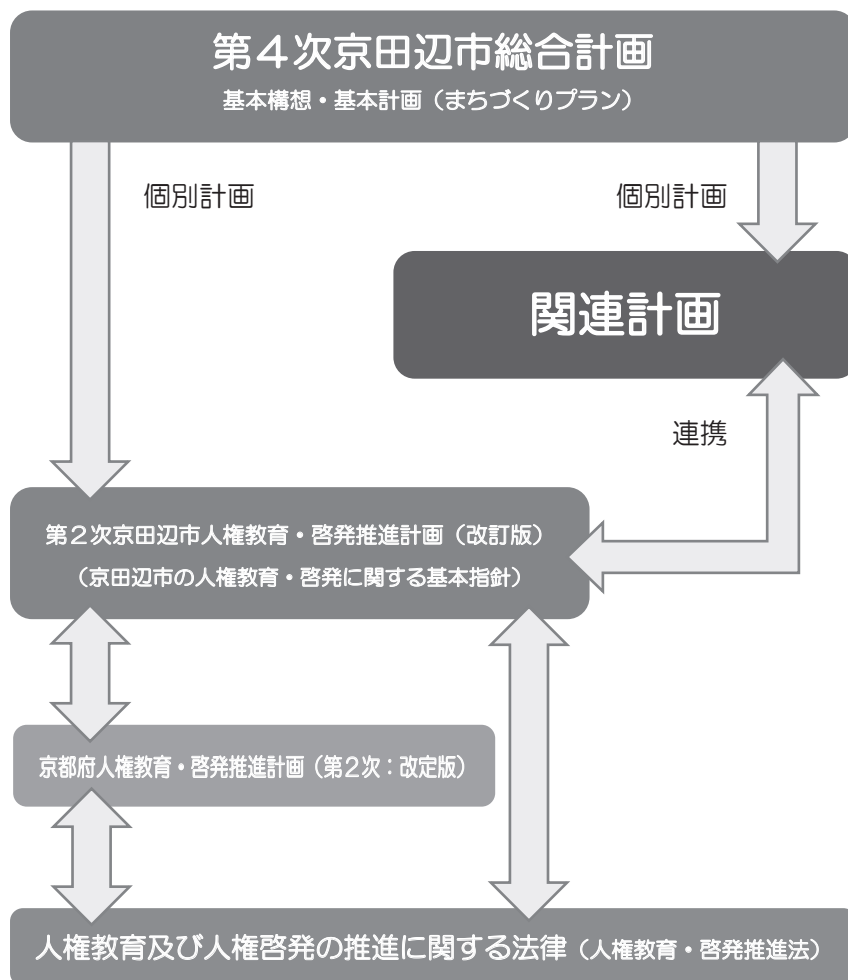 第４次京田辺市総合計画
基本構想・基本計画（まちづくりプラン）
個別計画
個別計画
関連計画
連携
第２次京田辺市人権教育・啓発推進計画（改訂版）
（京田辺市の人権教育・啓発に関する基本指針）
京都府人権教育・啓発推進計画（第２次：改定版）
人権教育及び人権啓発の推進に関する法律（人権教育・啓発推進法）